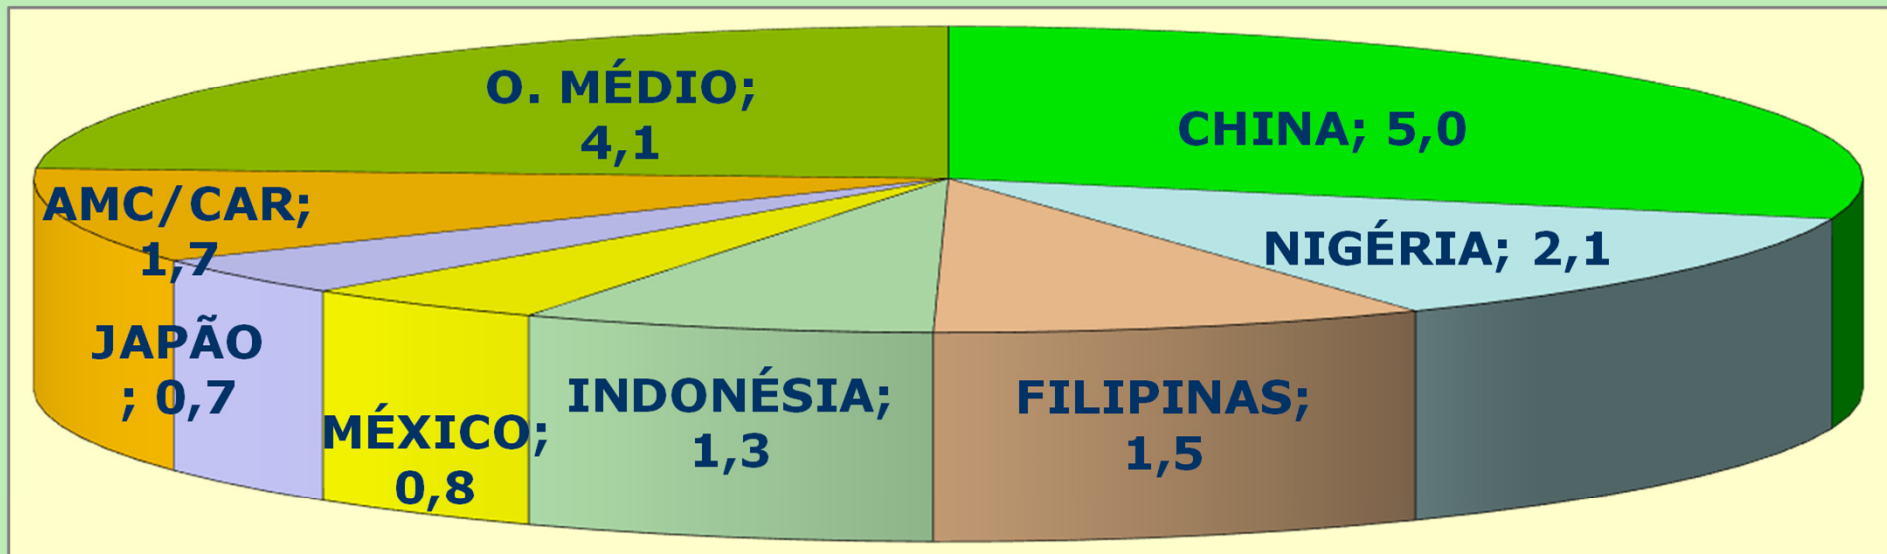 O. MÉDIO;
4,1
CHINA; 5,0
AMC/CAR;
1,7
NIGÉRIA; 2,1
JAPÃO
; 0,7
MÉXICO;
0,8
INDONÉSIA;
1,3
FILIPINAS;
1,5